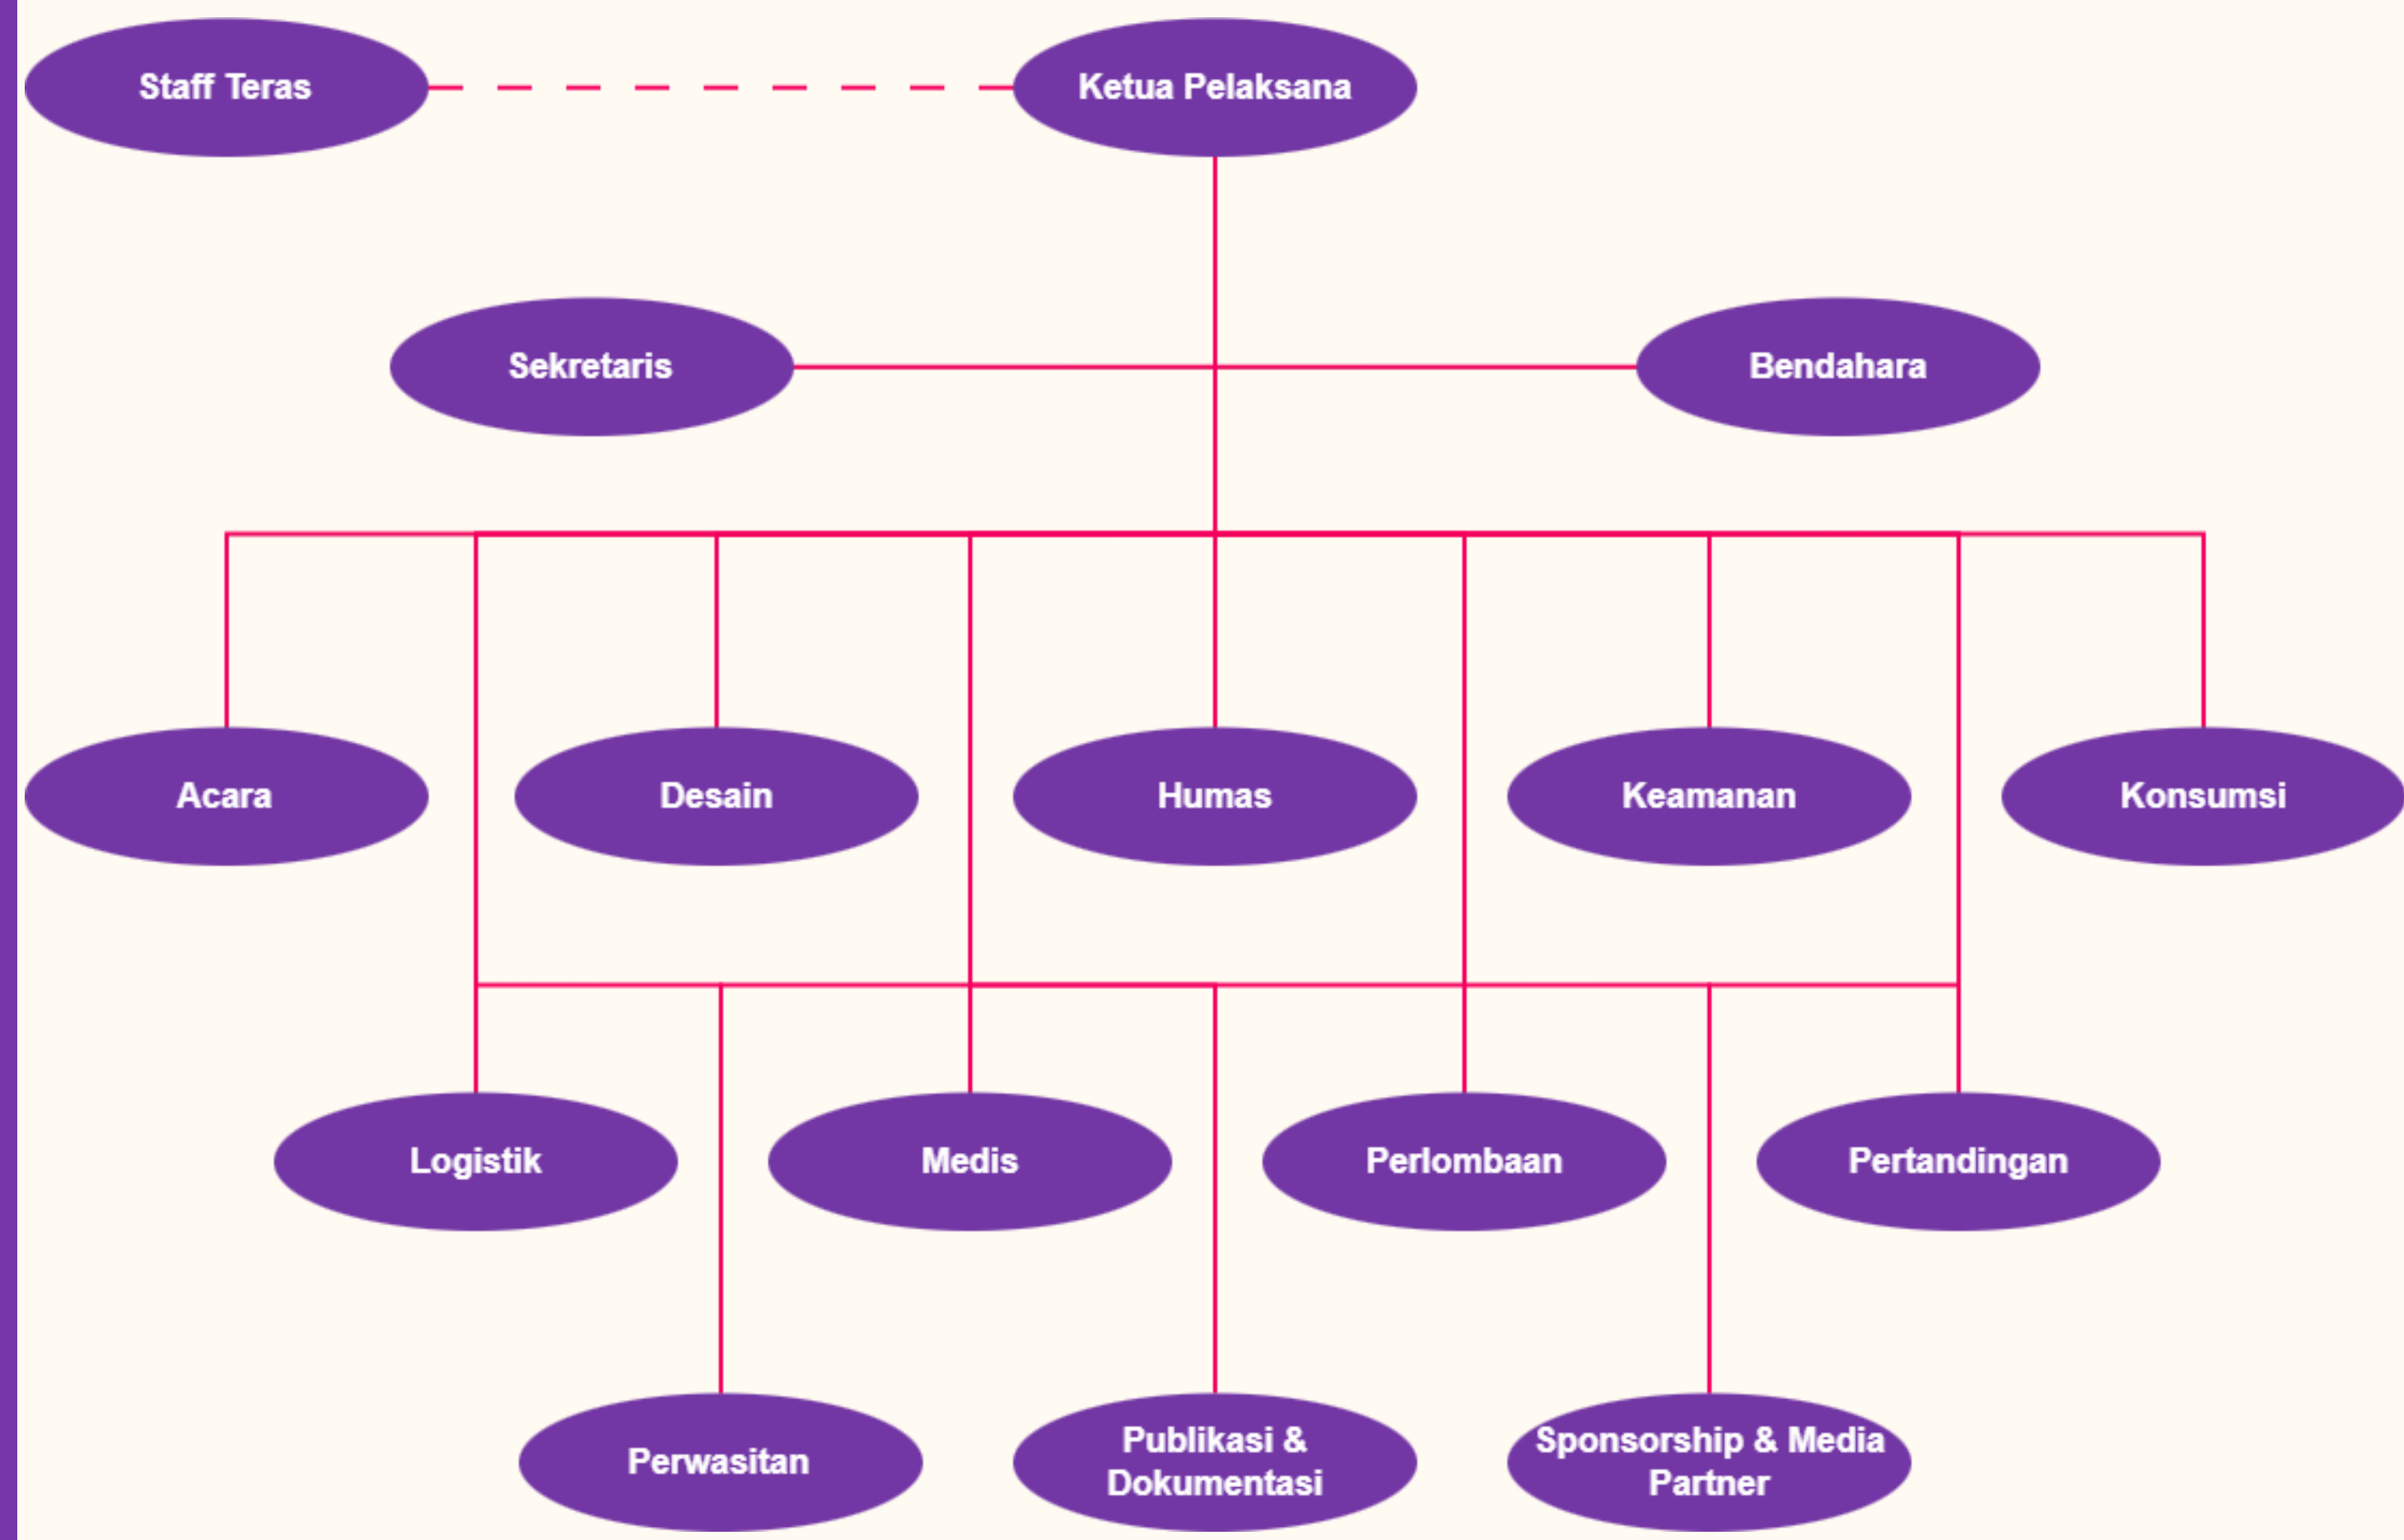 Staff Teras
Ketua Pelaksana
Sekretaris
Bendahara
Acara
Desain
Humas
Keamanan
Konsumsi
Logistik
Medis
Perlombaan
Pertandingan
Perwasitan
Publikasi &
Dokumentasi
Sponsorship & Media
Partner